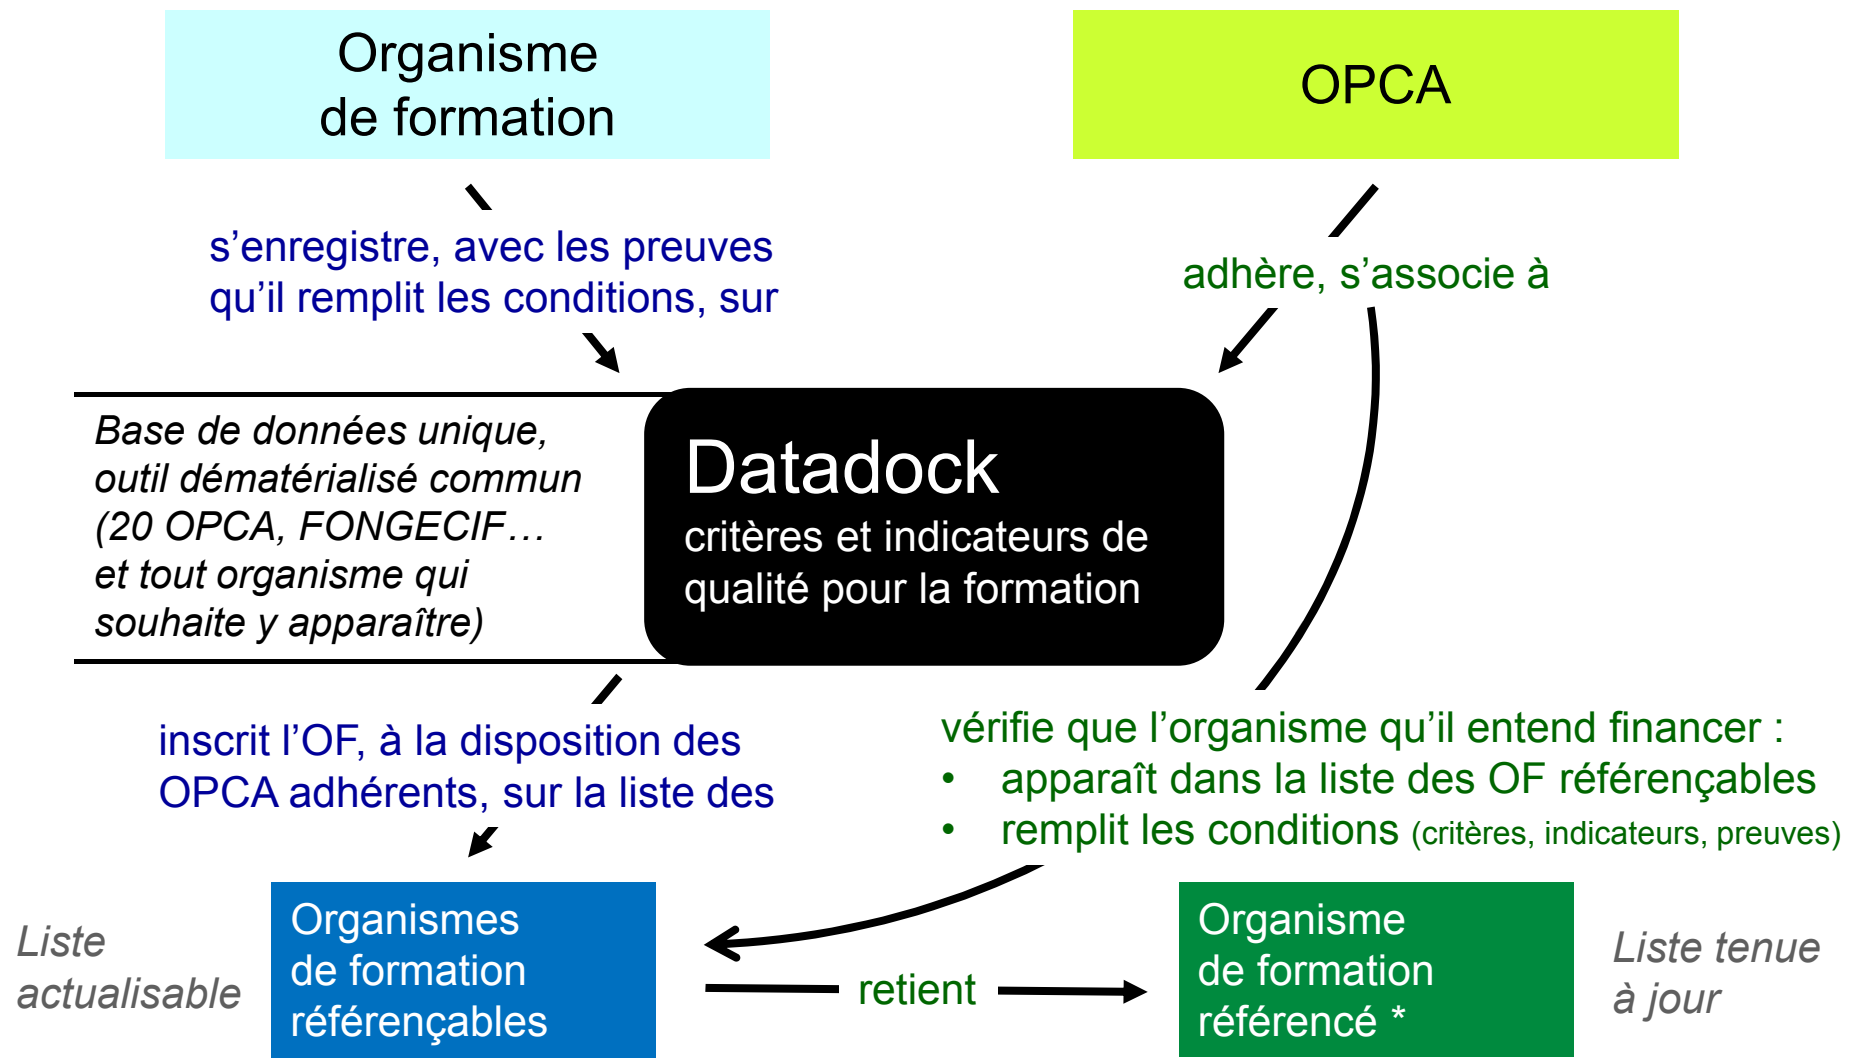 Organisme
de formation
OPCA
s’enregistre, avec les preuves
qu’il remplit les conditions, sur
adhère, s’associe à
Base de données unique,
outil dématérialisé commun
(20 OPCA, FONGECIF…
et tout organisme qui
souhaite y apparaître)
Datadock
critères et indicateurs de
qualité pour la formation
inscrit l’OF, à la disposition des
OPCA adhérents, sur la liste des
vérifie que l’organisme qu’il entend financer :
• apparaît dans la liste des OF référençables
• remplit les conditions (critères, indicateurs, preuves)
Liste
actualisable
Organismes
de formation
référençables
retient
Organisme
de formation
référencé *
Liste tenue
à jour